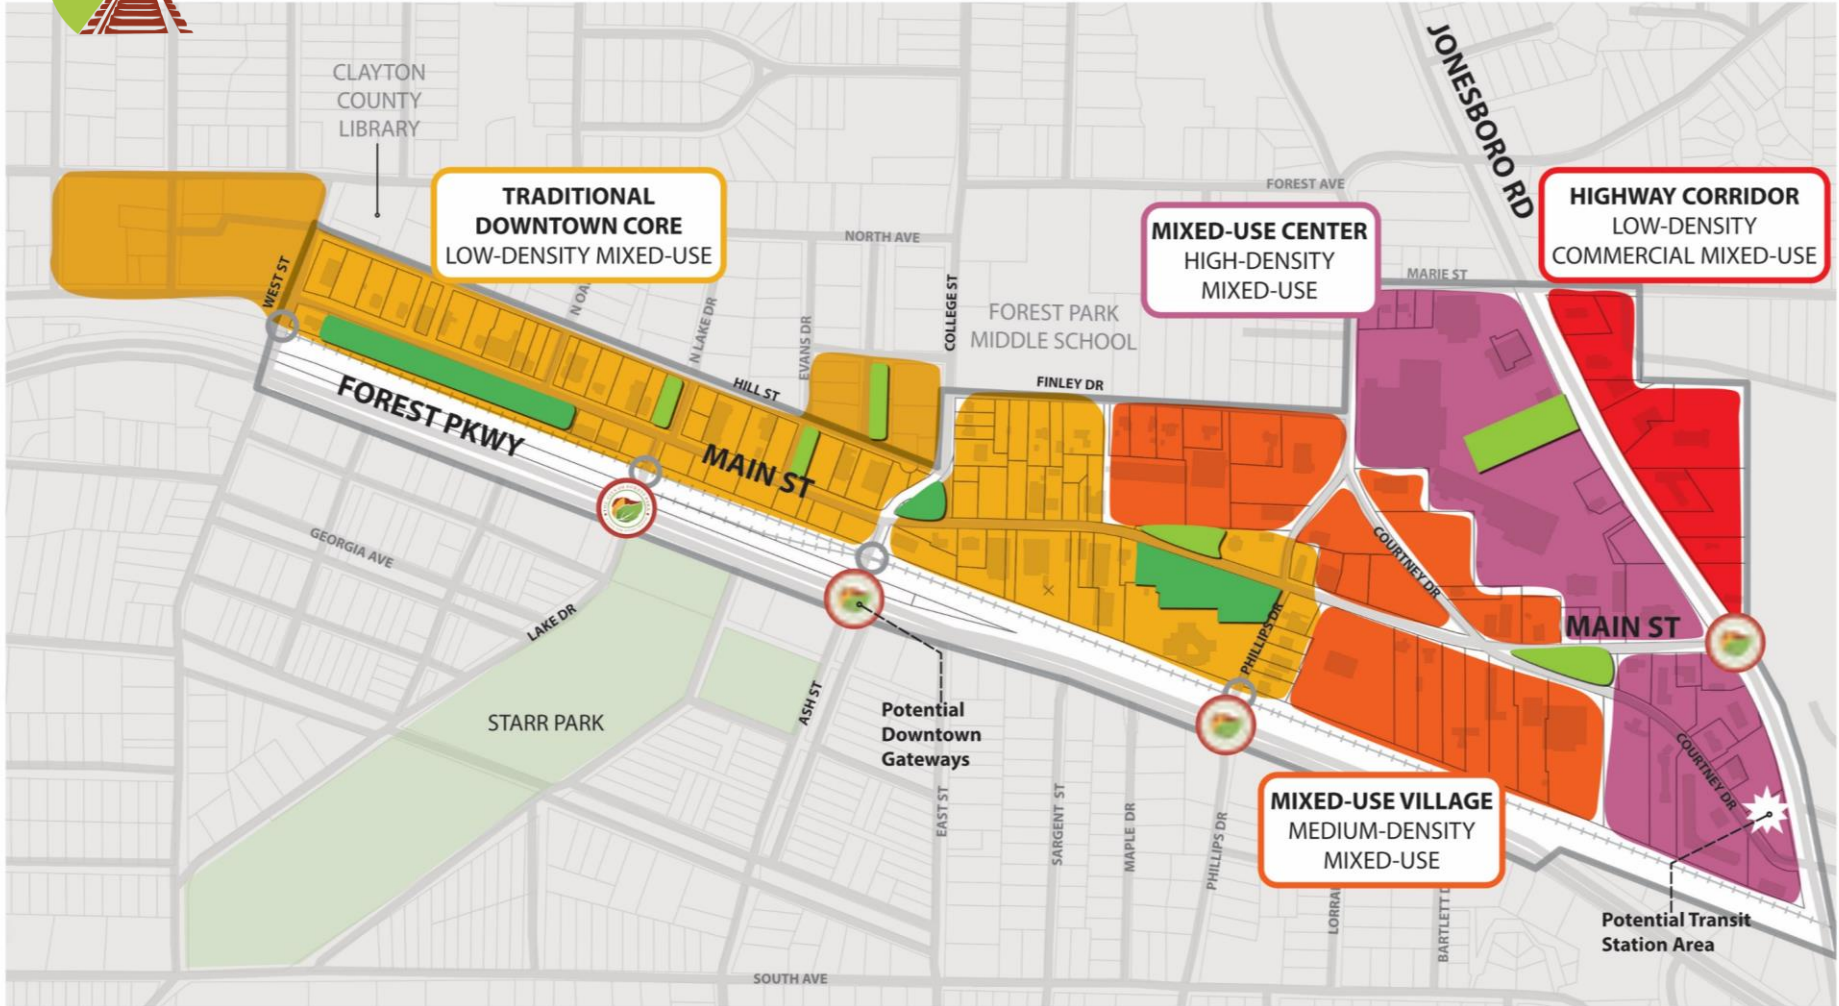 CLAYTON
COUNTY
LIBRARY
TRADITIONAL
DOWNTOWN CORE
LOW-DENSITY MIXED-USE
JONESBORO RD
FOREST AVE
HIGHWAY CORRIDOR
LOW-DENSITY
COMMERCIAL MIXED-USE
MIXED-USE CENTER
HIGH-DENSITY
MIXED-USE
NORTH AVE
MARIE ST
WEST ST
N LAKE DR
EVANS DR
COLLEGE ST
FOREST PARK
MIDDLE SCHOOL
HILL ST
FINLEY DR
FOREST PKWY
MAIN ST
GEORGIA AVE
LAKE DR
COURTNEY DR
PHILLIPS DR
MAIN ST
STARR PARK
ASH ST
Potential
Downtown
Gateways
COURTNEY DR
EAST ST
SARGENT ST
MAPLE DR
PHILLIPS DR
MIXED-USE VILLAGE
MEDIUM-DENSITY
MIXED-USE
Potential Transit
Station Area
SOUTH AVE